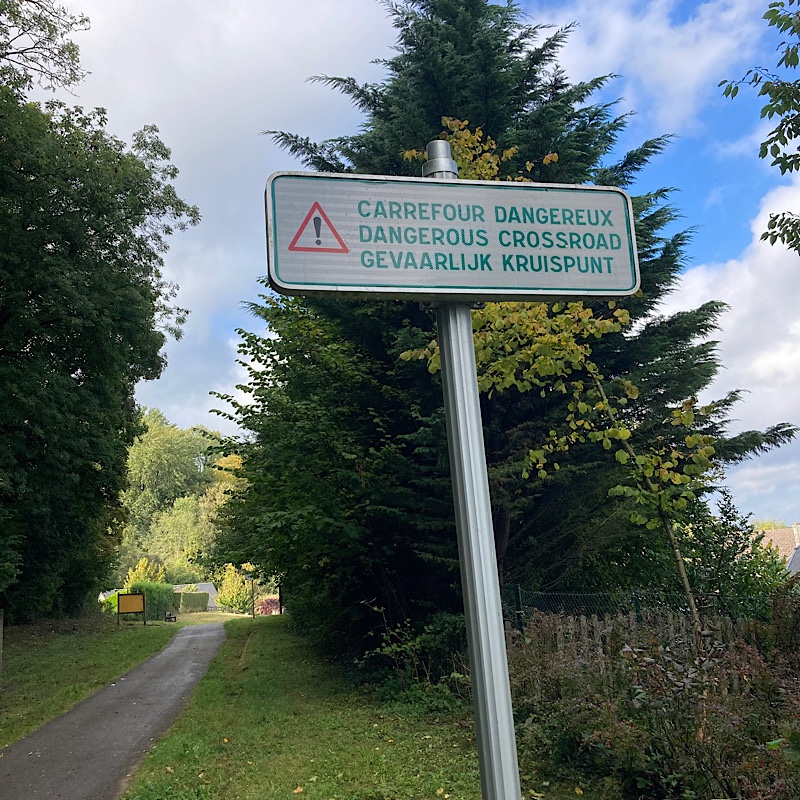 CARREFOUR DANGEREUX
DANGEROUS CROSSROAD
GEVAARLIJK KRUISPUNT